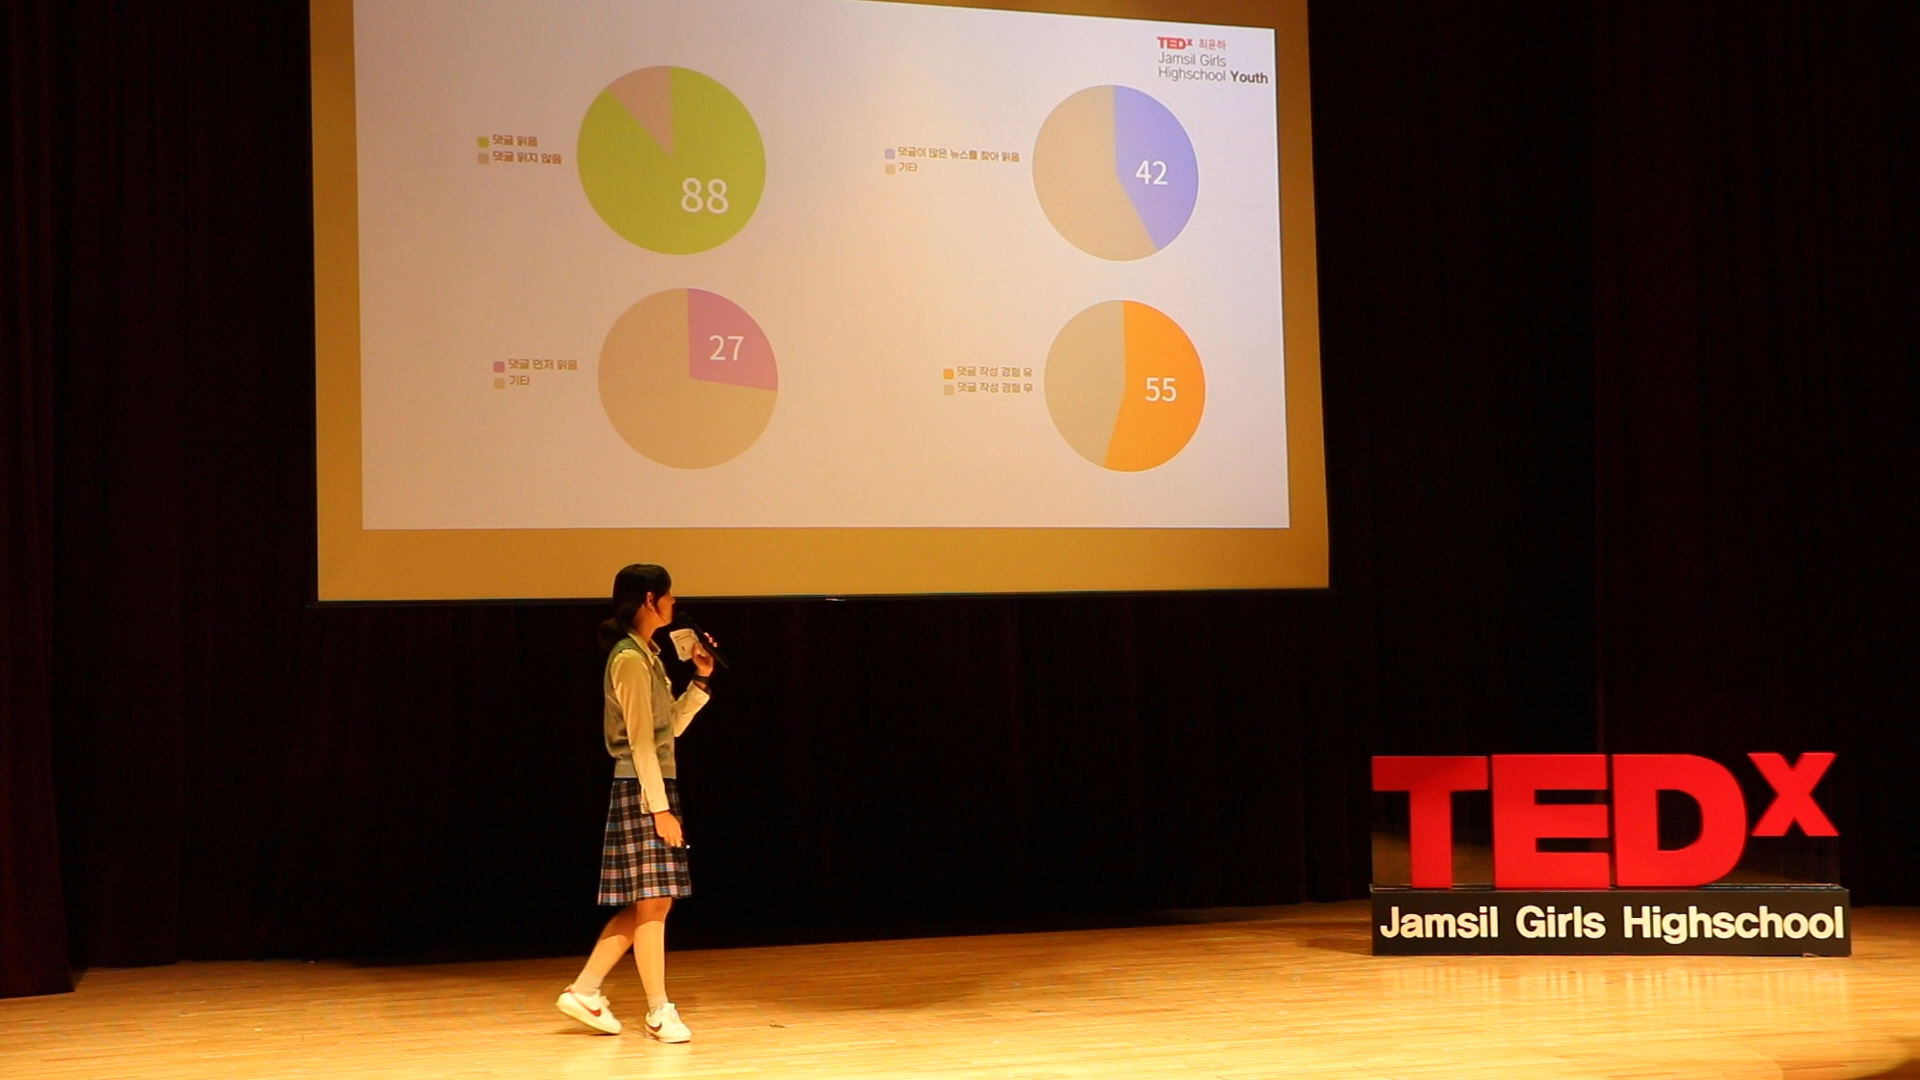 TEDx 최윤하
Jamsil Girls
Highschool Youth
댓글 읽음
댓글 읽지 않음
88
댓글이 많은 뉴스를 찾아 읽음
기타
42
댓글 먼저 읽음
기타
27
댓글 작성 경험 유
댓글 작성 경험 무
55
TEDx
Jamsil Girls Highschool